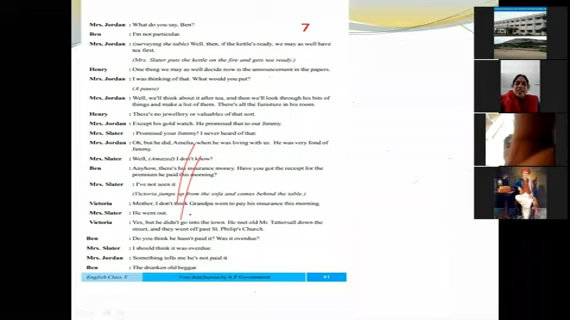 7
Mrs. Jordan : What do you say, Ben?
Ben : I'm not particular.
Mrs. Jordan : (surveying the table) Well, then, if the kettle's ready, we may as well have
tea first.
(Mrs. Slater puts the kettle on the fire and gets tea ready.)
Henry : One thing we may as well decide now is the announcement in the papers.
Mrs. Jordan : I was thinking of that. What would you put?
(A pause)
Mrs. Jordan : Well, we'll think about it after tea, and then we'll look through his bits of
things and make a list of them. There's all the furniture in his room.
Henry : There's no jewellery or valuables of that sort.
Mrs. Jordan : Except his gold watch. He promised that to our Jimmy.
Mrs. Slater : Promised your Jimmy! I never heard of that.
Mrs. Jordan : Oh, but he did, Amelia, when he was living with us. He was very fond of
Jimmy.
Mrs. Slater : Well, (Amazed) I don't know!
Ben : Anyhow, there's his insurance money. Have you got the receipt for the
premium he paid this morning?
Mrs. Slater : I've not seen it.
(Victoria jumps up from the sofa and comes behind the table.)
Victoria : Mother, I don't think Grandpa went to pay his insurance this morning.
Mrs. Slater : He went out.
Victoria : Yes, but he didn't go into the town. He met old Mr. Tattersall down the
street, and they went off past St. Philip's Church.
Ben : Do you think he hasn't paid it? Was it overdue?
Mrs. Slater : I should think it was overdue.
Mrs. Jordan : Something tells me he's not paid it
Ben : The drunken old beggar.
English Class X Free distribution by A.P Government 61